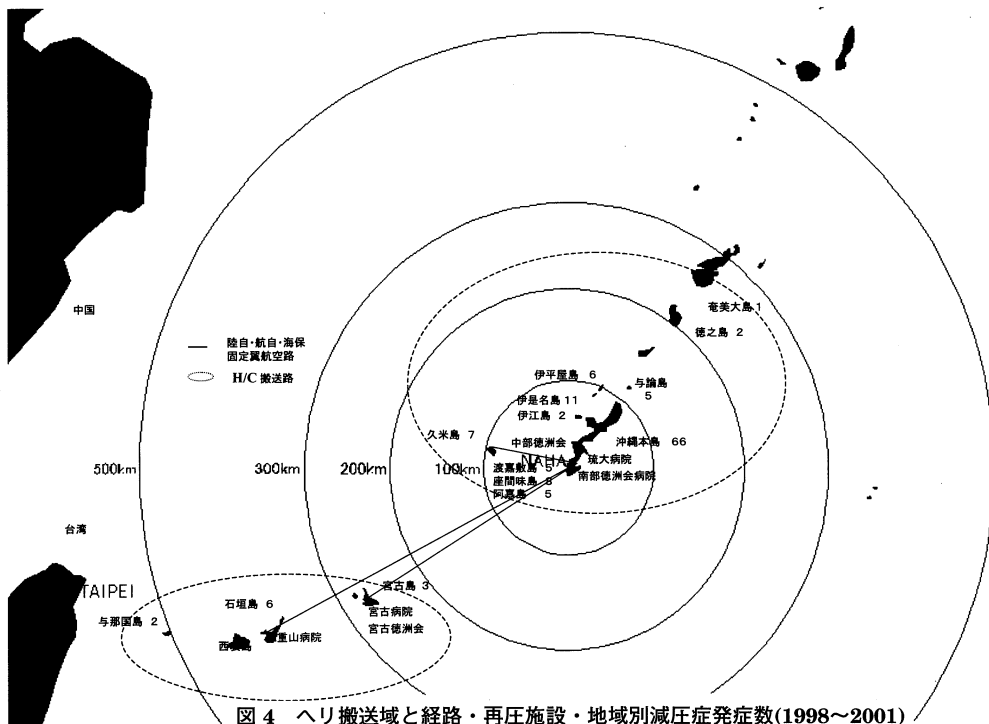 奄美大島 1
中国
徳之島 2
陸自・航自・海保
固定翼航空路
H/C 搬送路
伊平屋島 6
与論島
5
伊是名島 11
伊江島 2
久米島 7
中部徳洲会
沖縄本島 66
NAHA
琉大病院
500km
300km
200km
100km
渡嘉敷島 5
南部徳洲会病院
座間味島 8
阿嘉島 5
台湾
TAIPEI
宮古島 3
石垣島 6
宮古病院
与那国島 2
宮古徳洲会
重山病院
図 4 ヘリ搬送域と経路・再圧施設・地域別減圧症発症数(1998～2001)